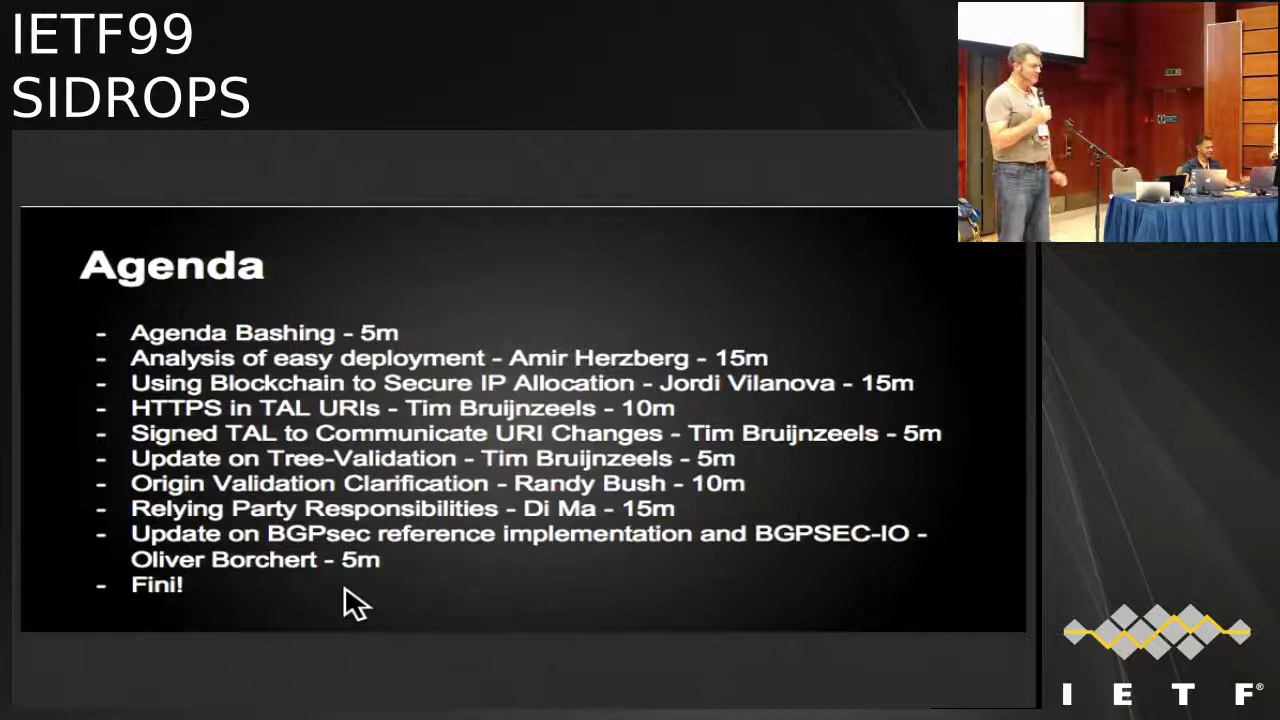 IETF99
SIDROPS
Agenda
- Agenda Bashing - 5m
- Analysis of easy deployment - Amir Herzberg - 15m
- Using Blockchain to Secure IP Allocation - Jordi Vilanova - 15m
- HTTPS in TAL URIs - Tim Bruijnzeels - 10m
- Signed TAL to Communicate URI Changes - Tim Bruijnzeels - 5m
- Update on Tree-Validation - Tim Bruijnzeels - 5m
- Origin Validation Clarification - Randy Bush - 10m
- Relying Party Responsibilities - Di Ma - 15m
- Update on BGPsec reference implementation and BGPSEC-IO -
Oliver Borchert - 5m
- Fini!
I E T F®